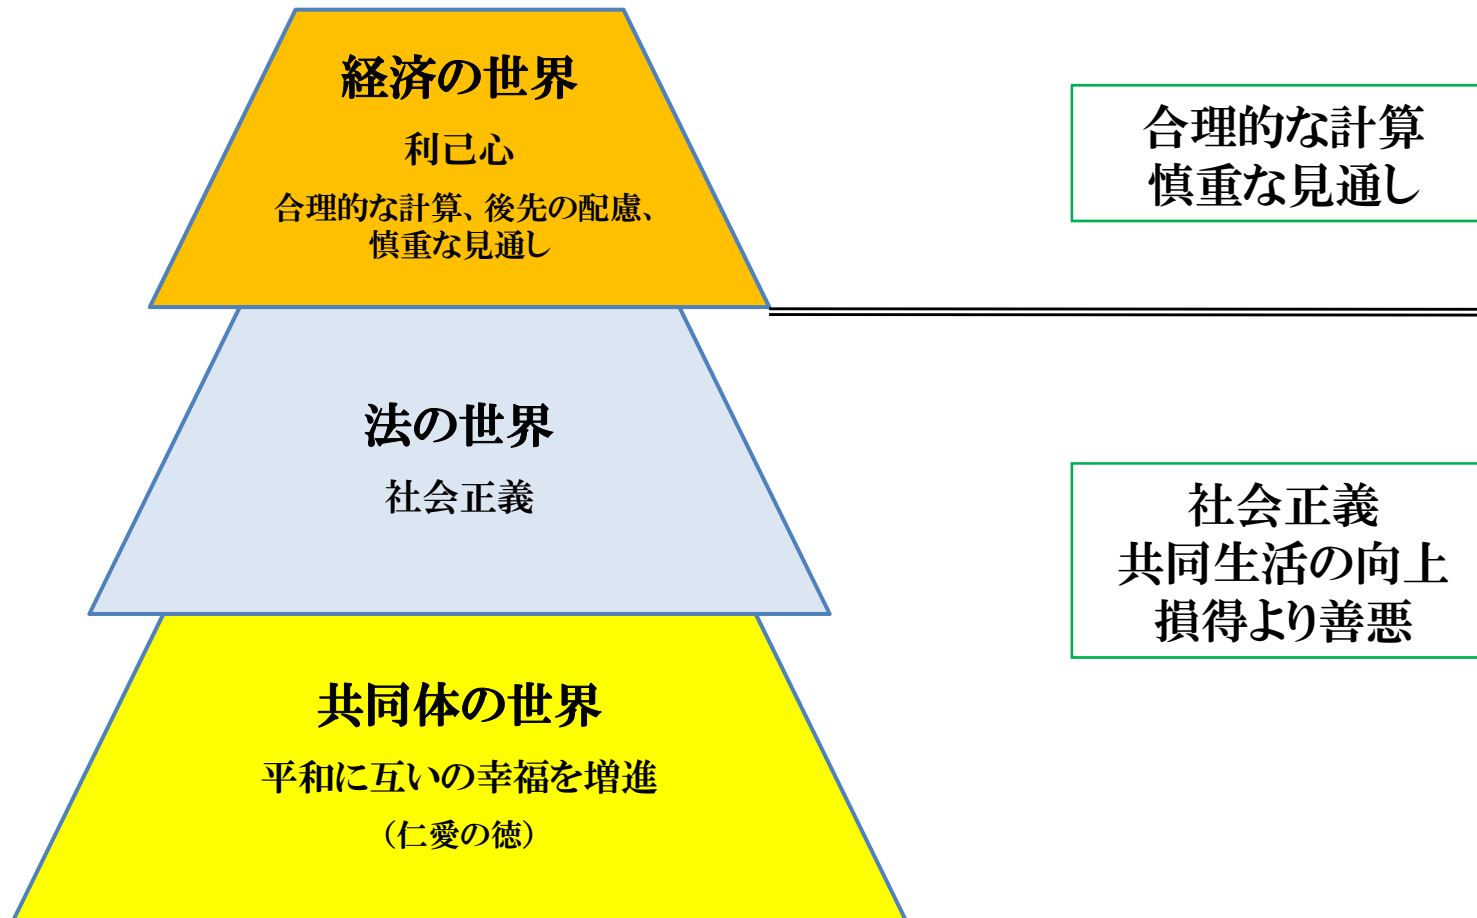 経済の世界
利己心
合理的な計算、後先の配慮、
慎重な見通し
合理的な計算
慎重な見通し
法の世界
社会正義
社会正義
共同生活の向上
損得より善悪
共同体の世界
平和に互いの幸福を増進
（仁愛の徳）